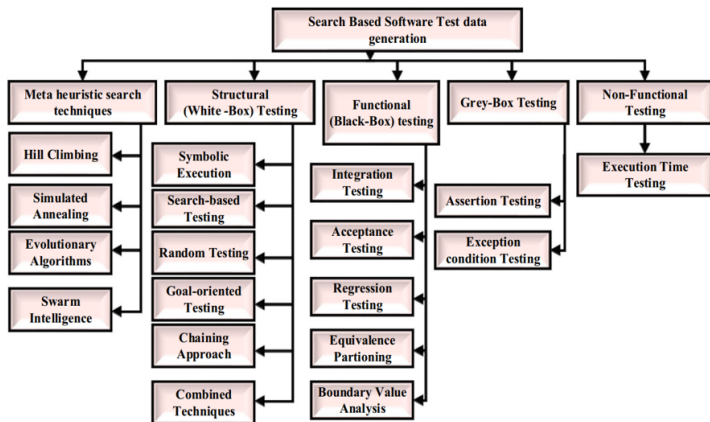 Search Based Software Test data
generation
Meta heuristic search
techniques
Structural
(White -Box) Testing
Functional
(Black-Box) testing
Grey-Box Testing
Non-Functional
Testing
Hill Climbing
Simulated
Annealing
Evolutionary
Algorithms
Swarm
Intelligence
Symbolic
Execution
Search-based
Testing
Random Testing
Goal-oriented
Testing
Chaining
Approach
Combined
Techniques
Integration
Testing
Acceptance
Testing
Regression
Testing
Equivalence
Partioning
Boundary Value
Analysis
Assertion Testing
Exception
condition Testing
Execution Time
Testing